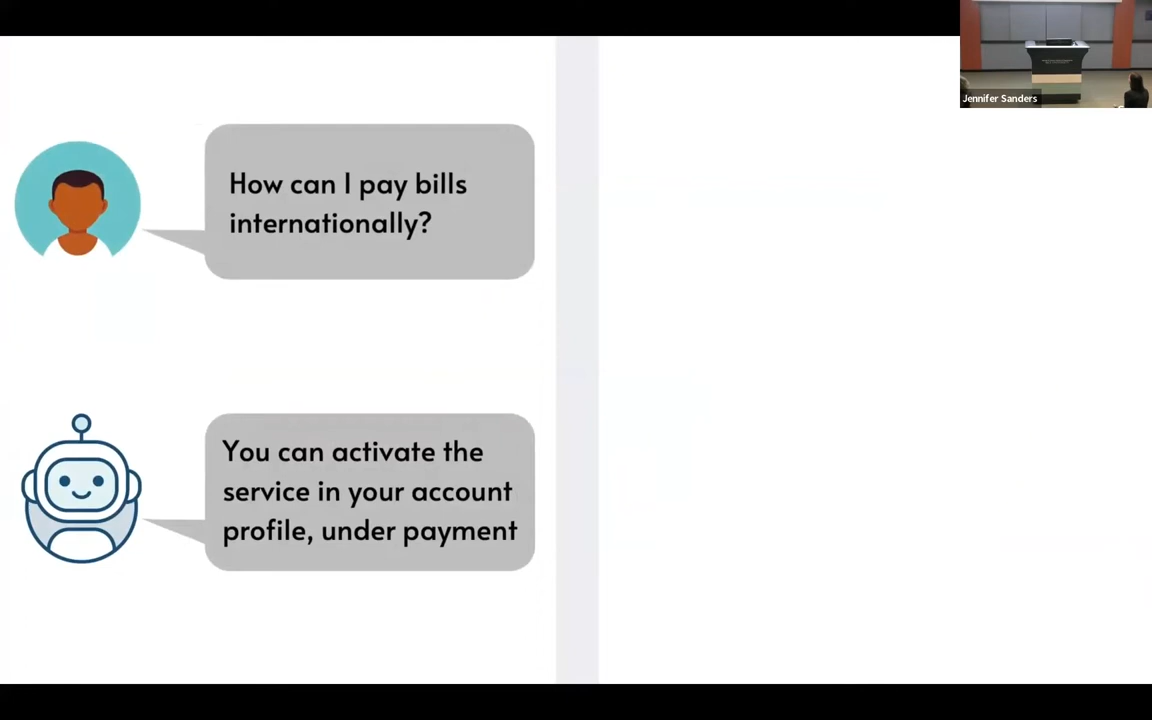 How can I pay bills
internationally?
You can activate the
service in your account
profile, under payment
Jennifer Sanders